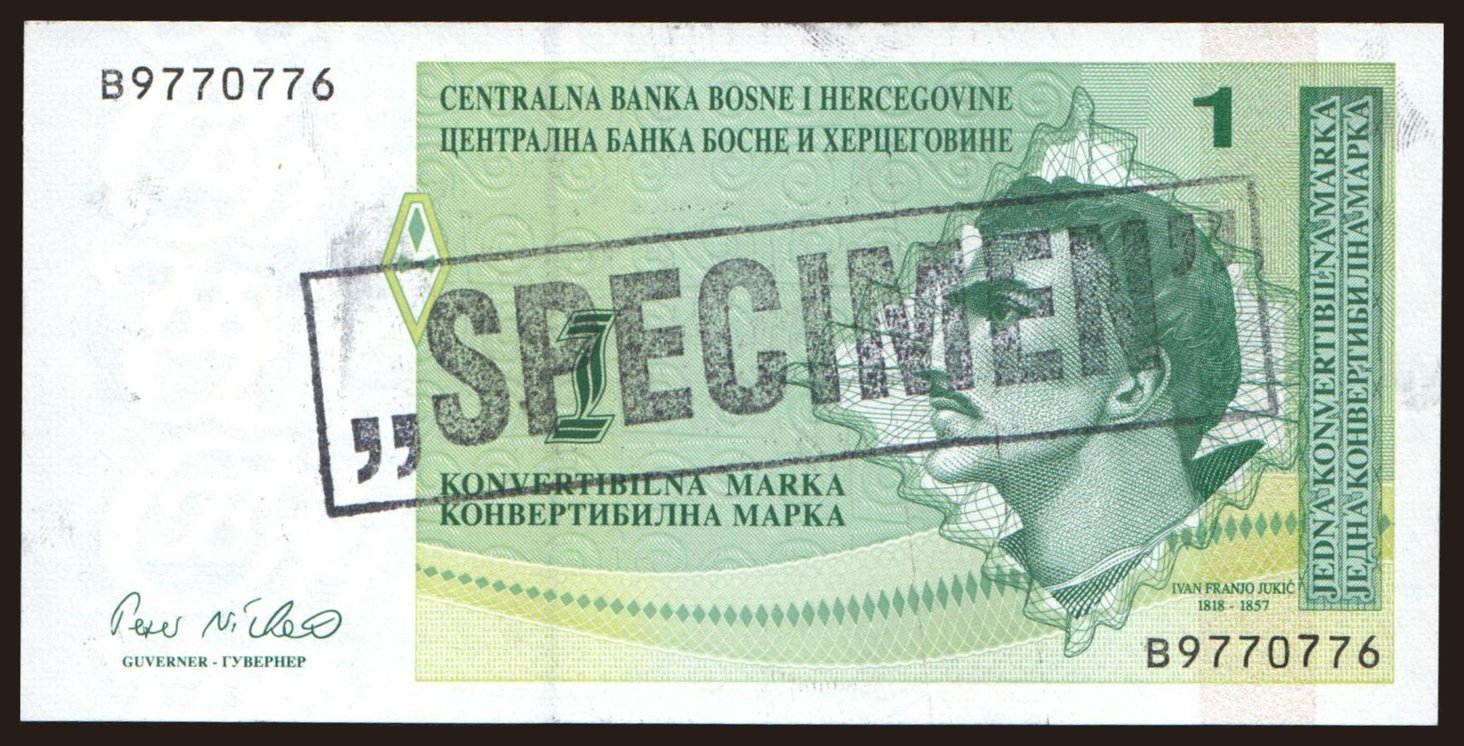 B9770776
CENTRALNA BANKA BOSNE I HERCEGOVINE
ЦЕНТРАЛНА БАНКА БОСНЕ И ХЕРЦЕГОВИНЕ
1
JEDNA KONVERTIBILNA MARKA
ЈЕДНА КОНВЕРТИБИЛНА МАРКА
„SPECIMEN”
1
KONVERTIBILNA MARKA
КОНВЕРТИБИЛНА МАРКА
IVAN FRANJO JUKIĆ
1818 - 1857
GUVERNER - ГУВЕРНЕР
B9770776